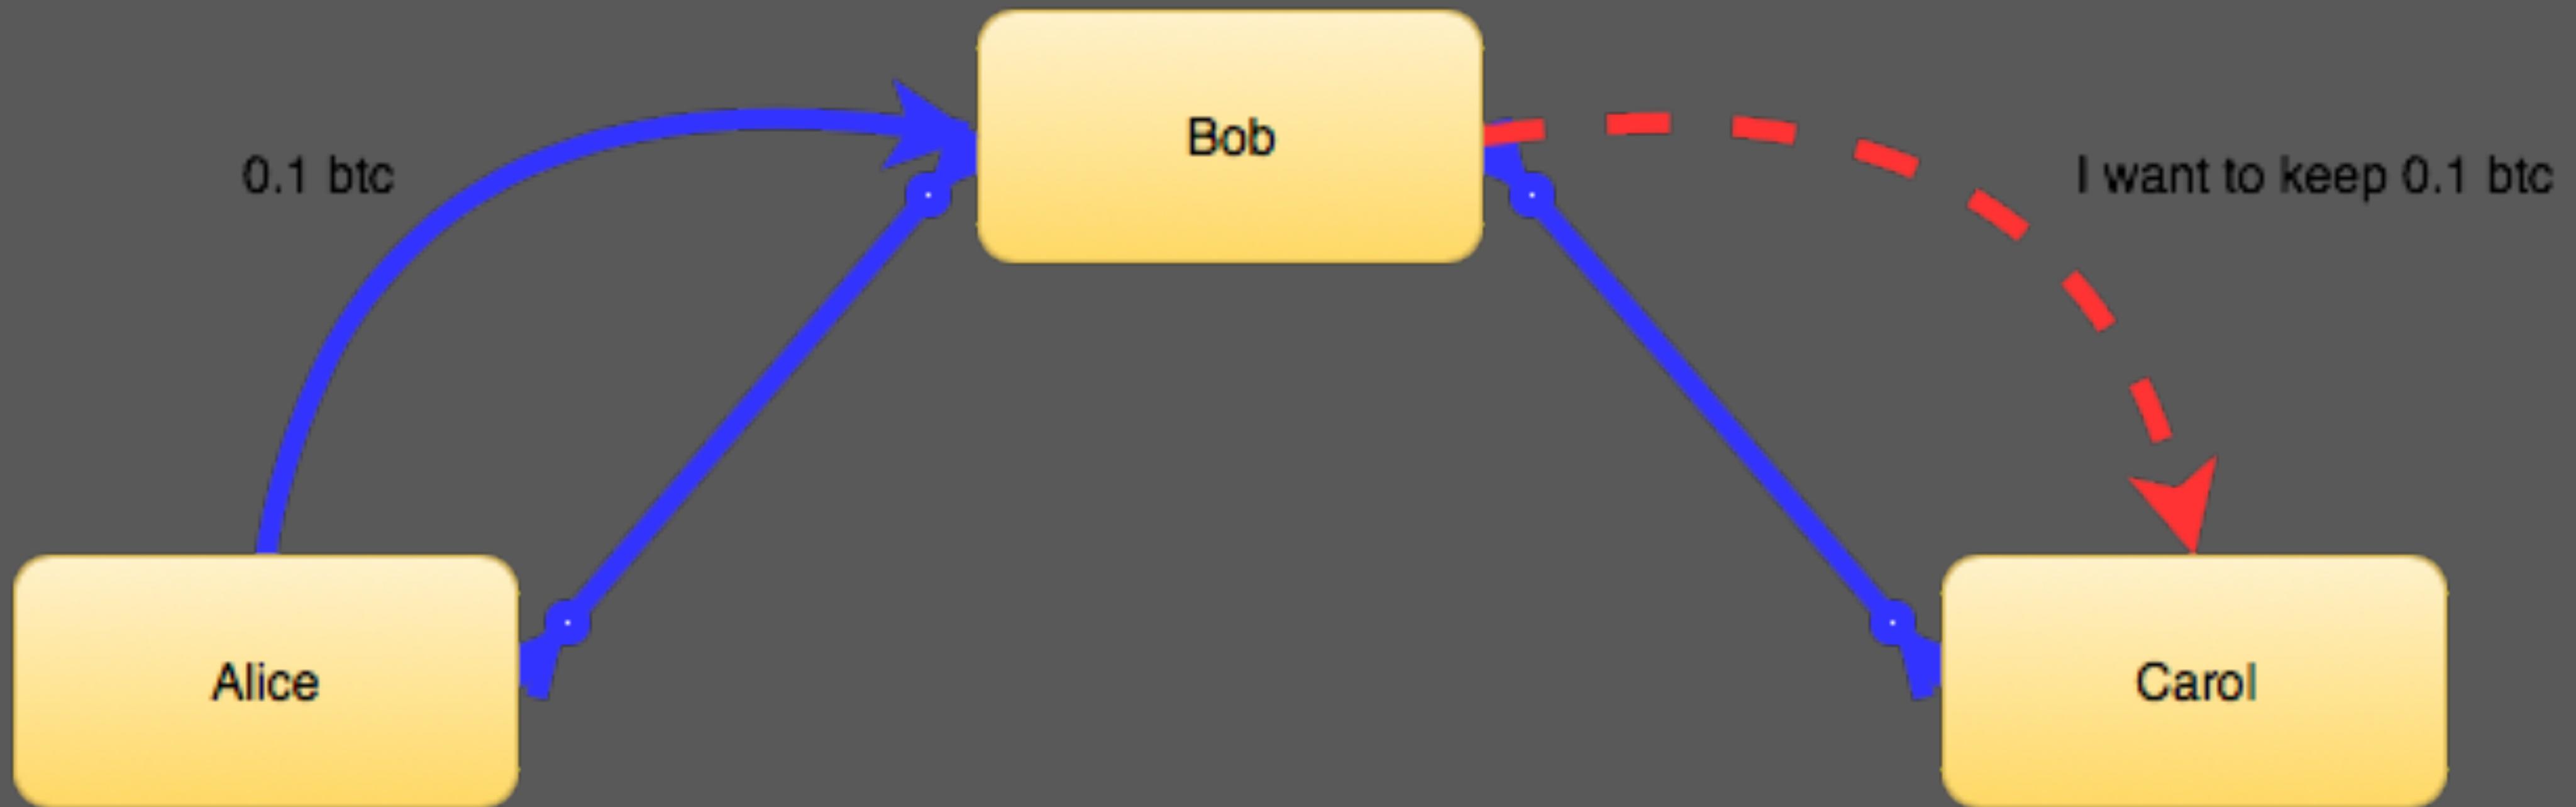 Bob
0.1 btc
I want to keep 0.1 btc
Alice
Carol